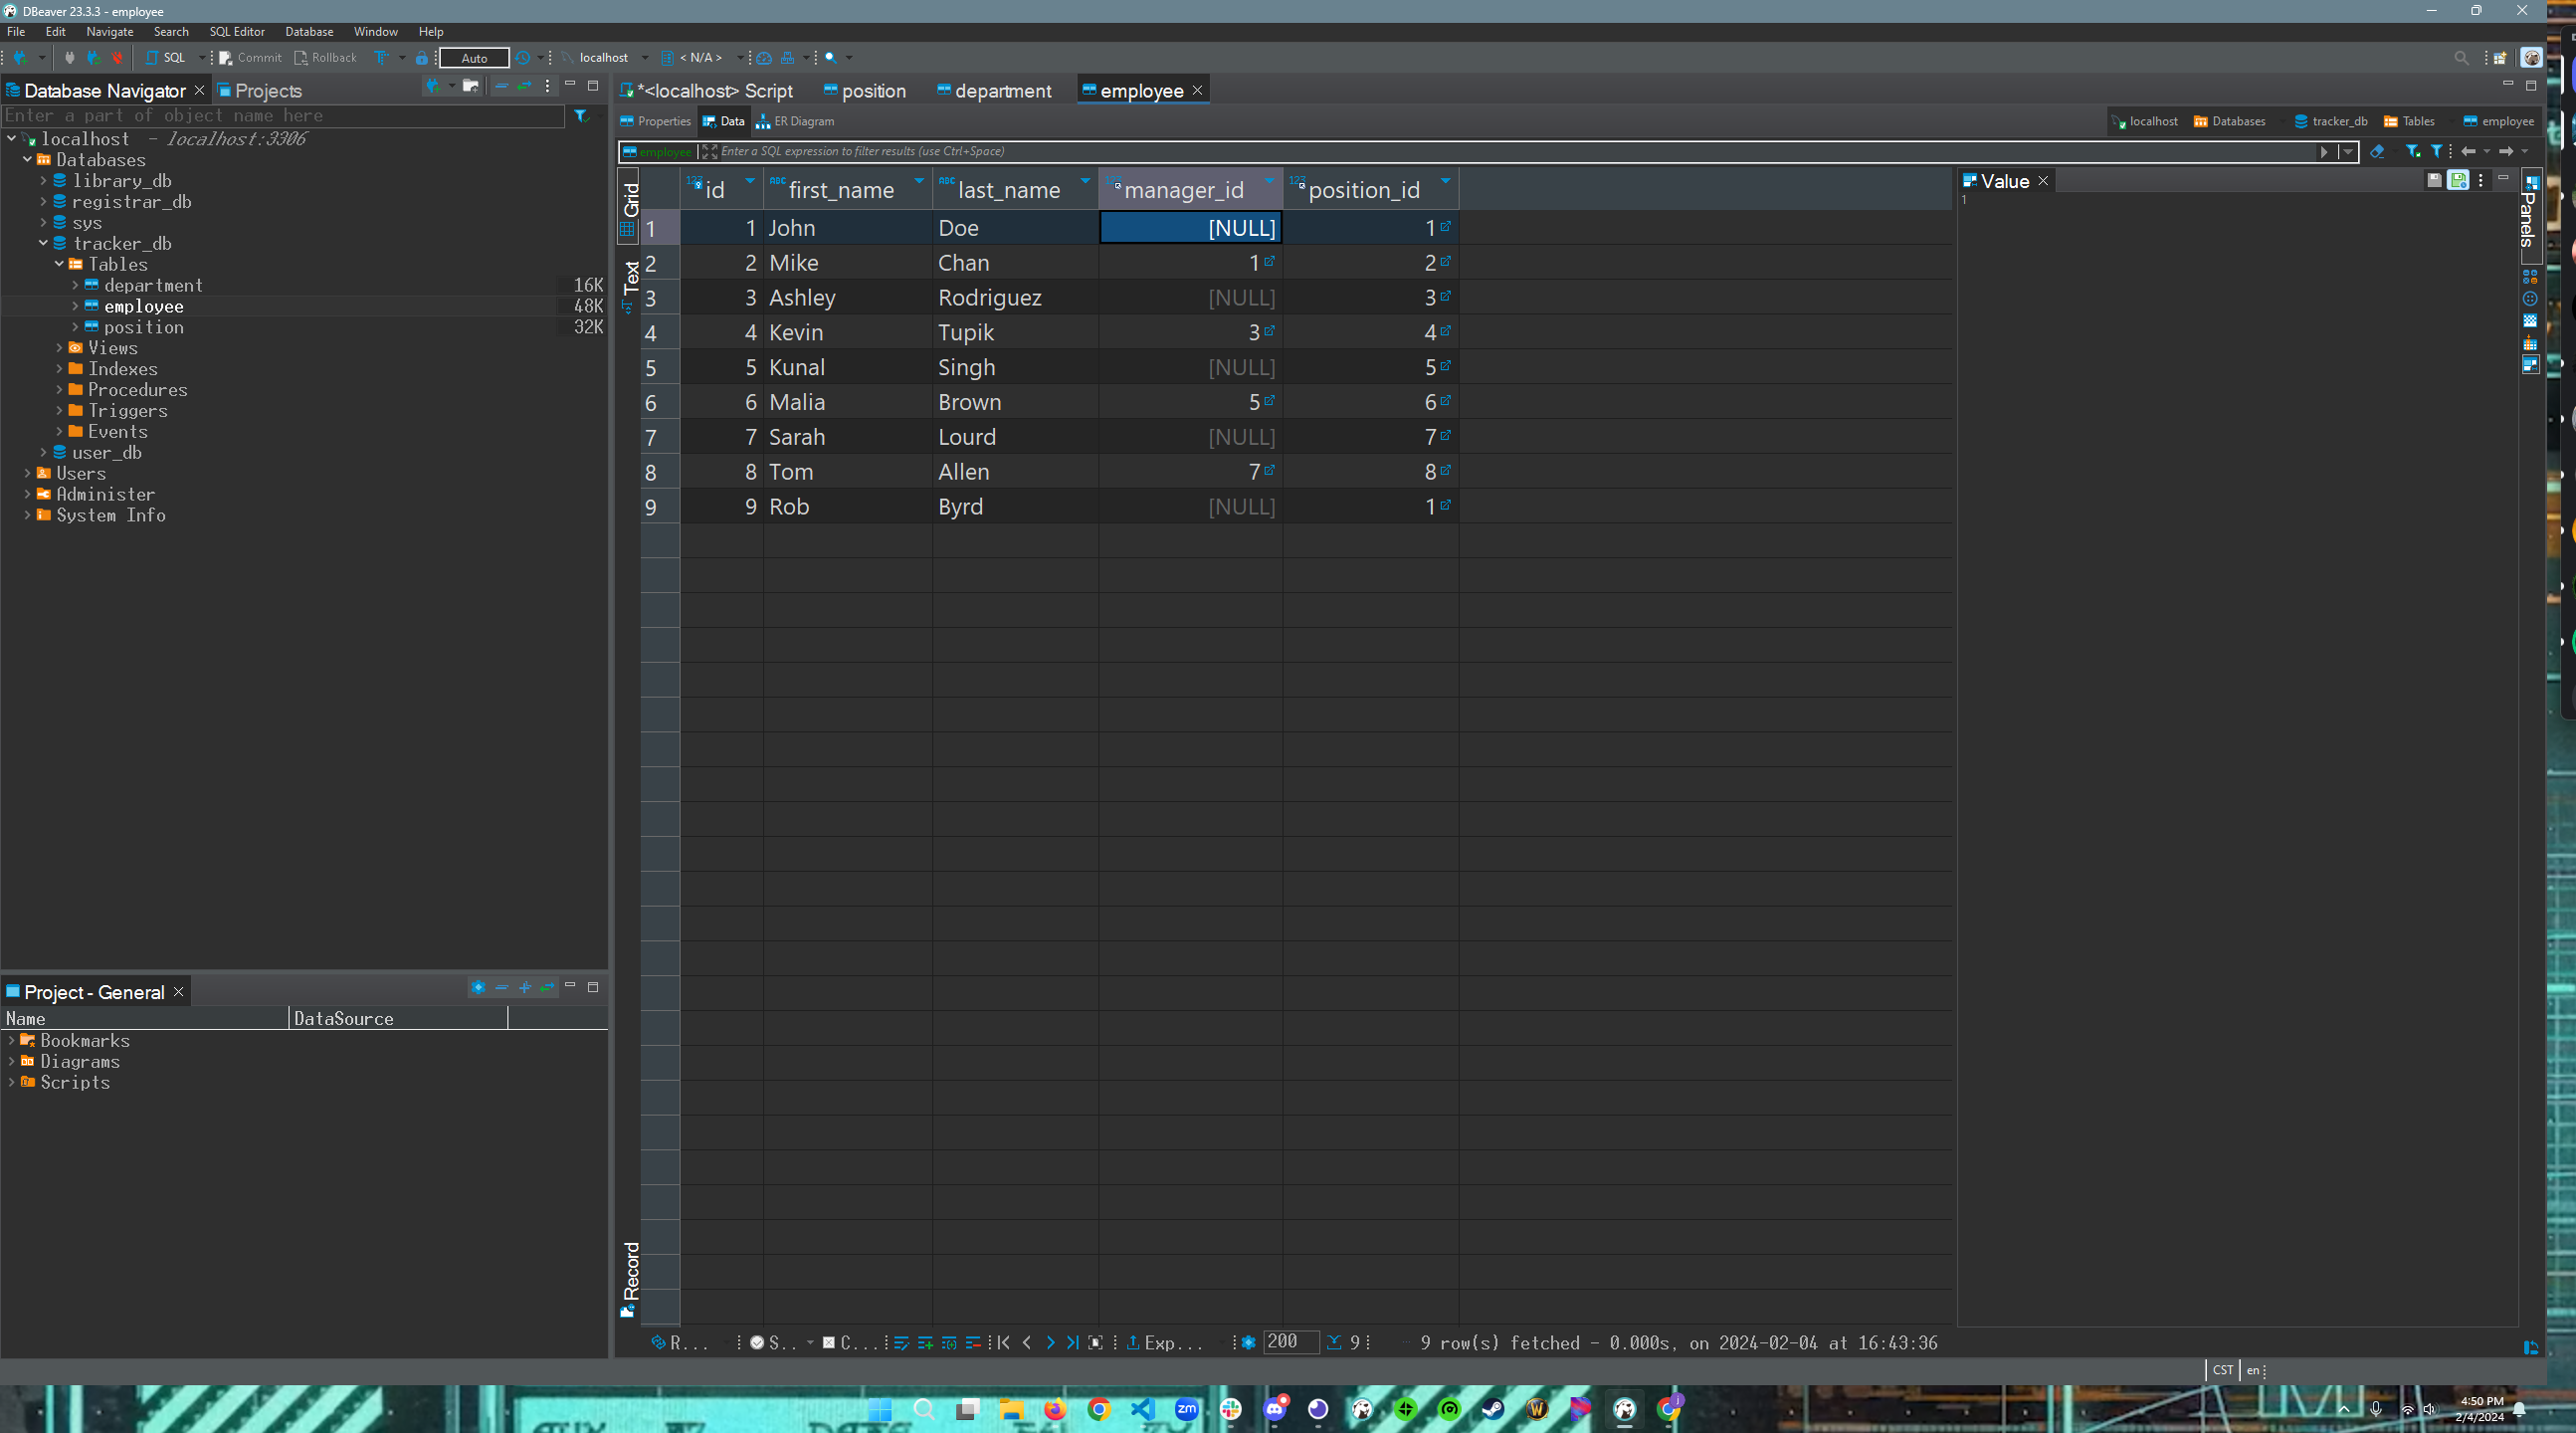 DBeaver 23.3.3 - employee
File Edit Navigate Search SQL Editor Database Window Help
SQL Commit Rollback Auto localhost < N/A >
Database Navigator Projects
Enter a part of object name here
localhost - localhost:3306
Databases
library_db
registrar_db
sys
tracker_db
Tables
department 16K
employee 48K
position 32K
Views
Indexes
Procedures
Triggers
Events
user_db
Users
Administer
System Info
Project - General
Name DataSource
Bookmarks
Diagrams
Scripts
*<localhost> Script position department employee
Properties Data ER Diagram
localhost Databases tracker_db Tables employee
employee Enter a SQL expression to filter results (use Ctrl+Space)
Grid
Text
Record
123 id ABC first_name ABC last_name 123 manager_id 123 position_id
1 1 John Doe [NULL] 1
2 2 Mike Chan 1 2
3 3 Ashley Rodriguez [NULL] 3
4 4 Kevin Tupik 3 4
5 5 Kunal Singh [NULL] 5
6 6 Malia Brown 5 6
7 7 Sarah Lourd [NULL] 7
8 8 Tom Allen 7 8
9 9 Rob Byrd [NULL] 1
Value
1
Panels
R... S.. C... Exp... 200 9 9 row(s) fetched - 0.000s, on 2024-02-04 at 16:43:36
CST en
zm
4:50 PM
2/4/2024